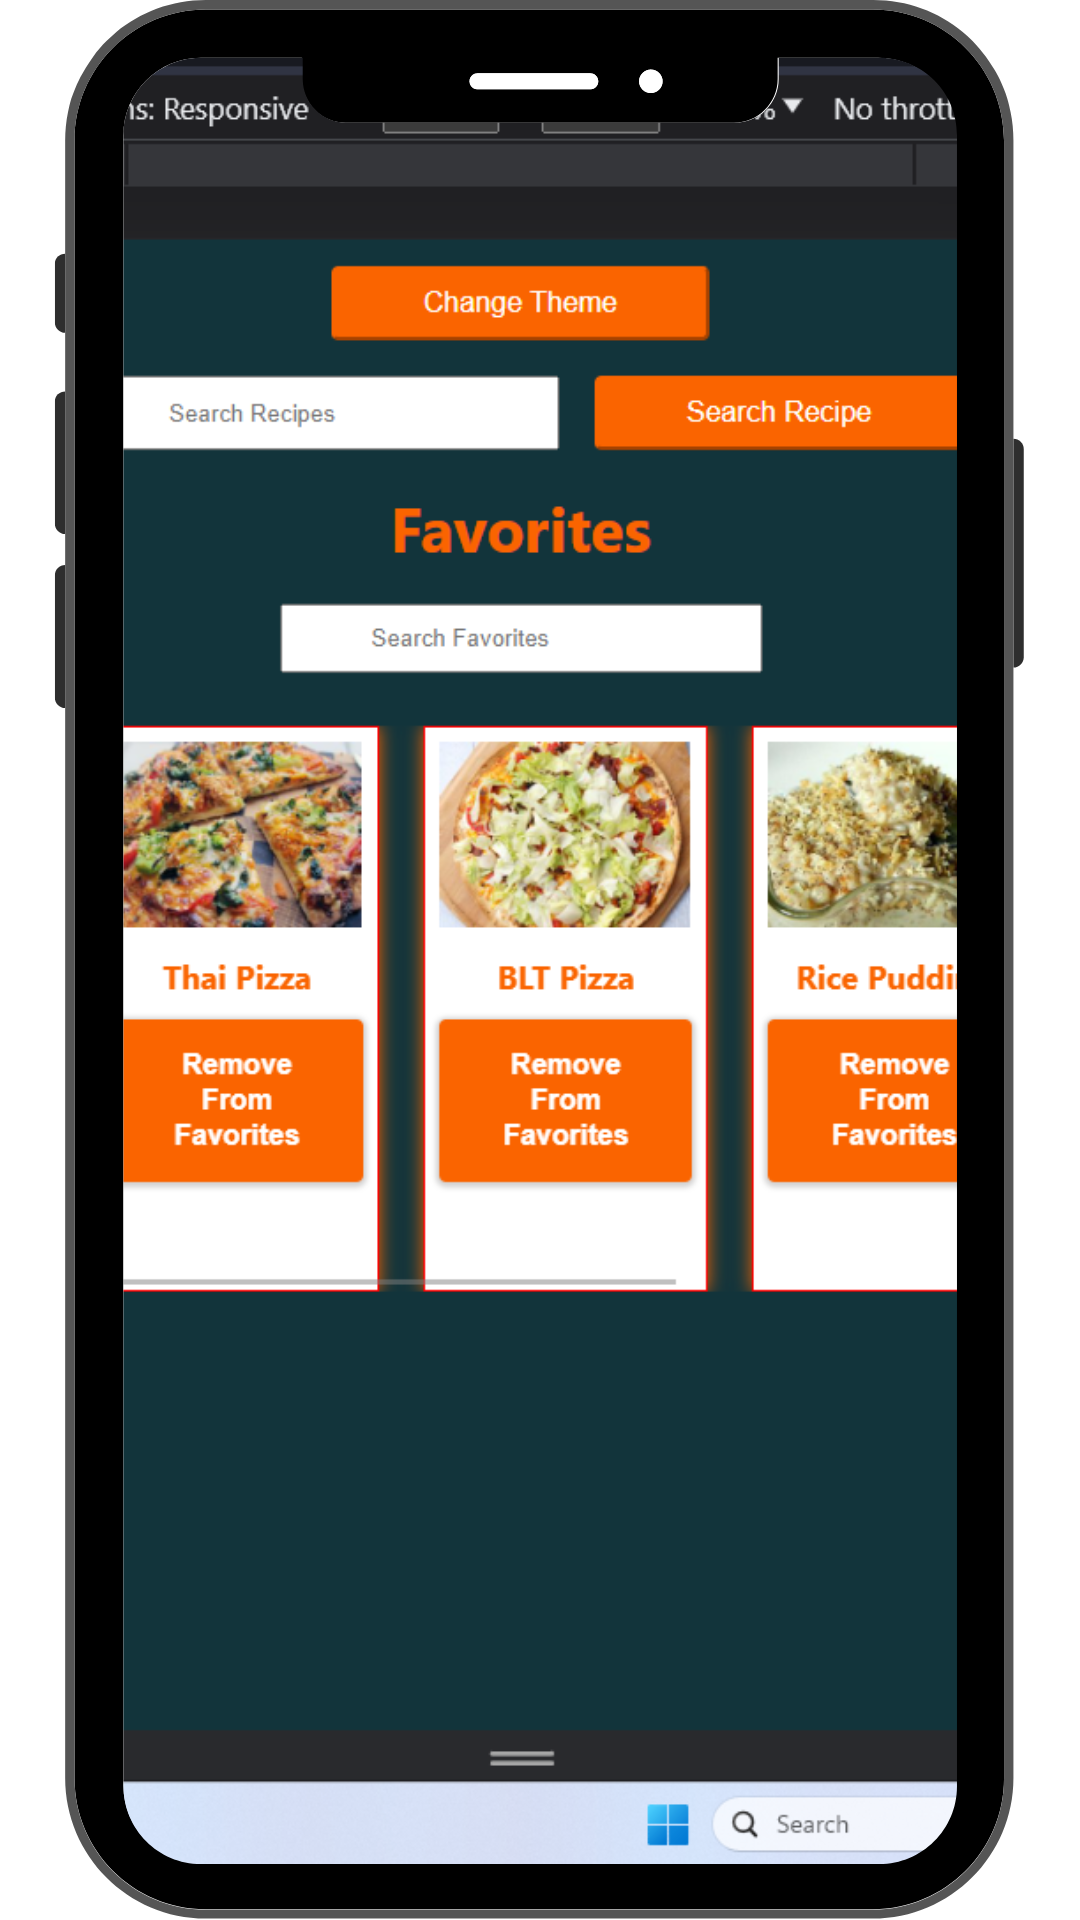 ns: Responsive
% No thrott
Change Theme
Search Recipes
Search Recipe
Favorites
Search Favorites
Thai Pizza
BLT Pizza
Rice Puddi
Remove
From
Favorites
Remove
From
Favorites
Remove
From
Favorites
Search